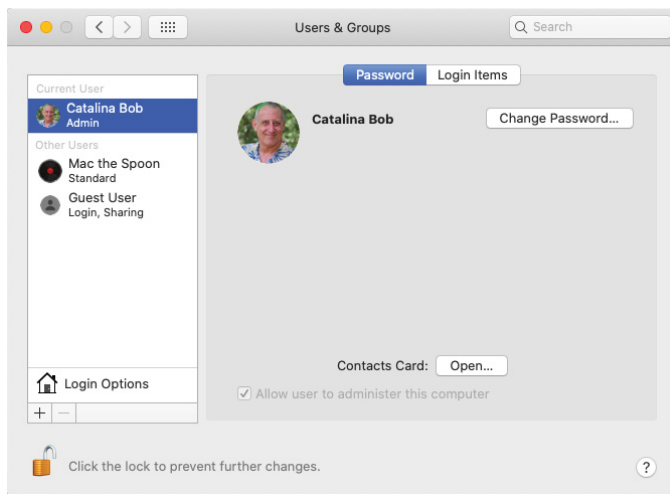 Users & Groups
Search
Password
Login Items
Current User
Catalina Bob
Admin
Other Users
Mac the Spoon
Standard
Guest User
Login, Sharing
Catalina Bob
Change Password...
Contacts Card:
Open...
Allow user to administer this computer
Login Options
+
−
Click the lock to prevent further changes.
?